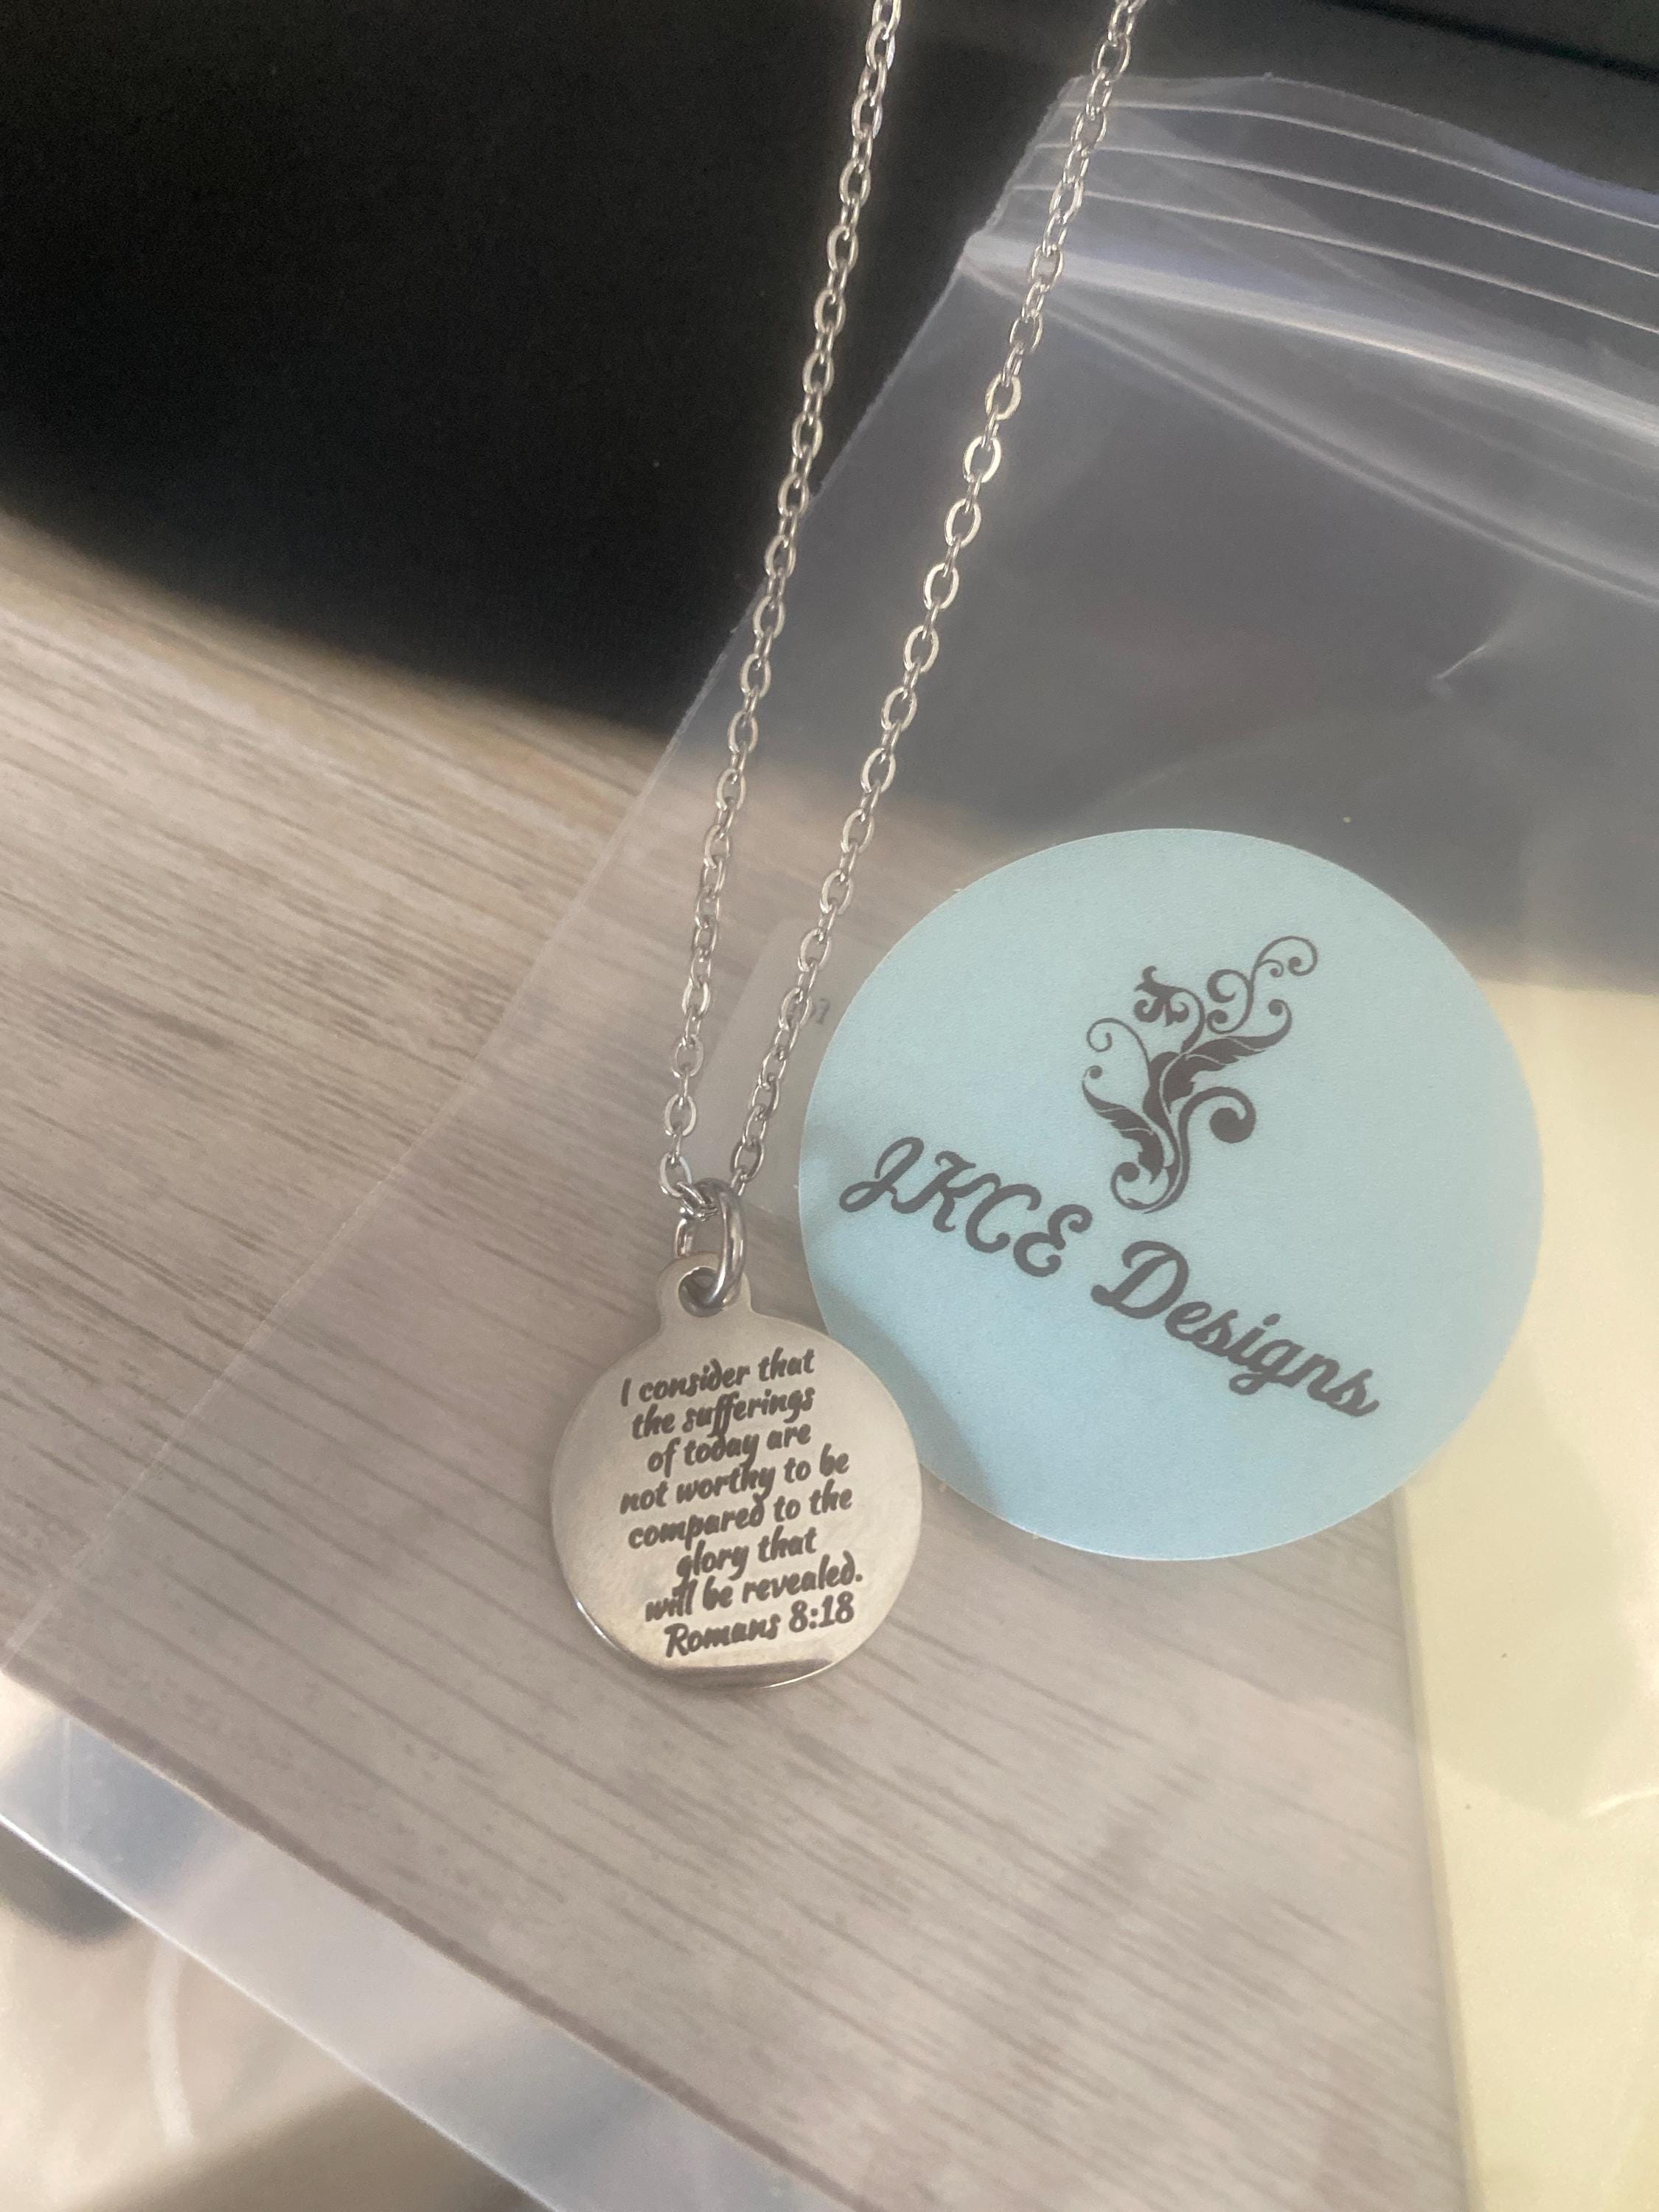 JKCE Designs
I consider that
the sufferings
of today are
not worthy to be
compared to the
glory that
will be revealed.
Romans 8:18